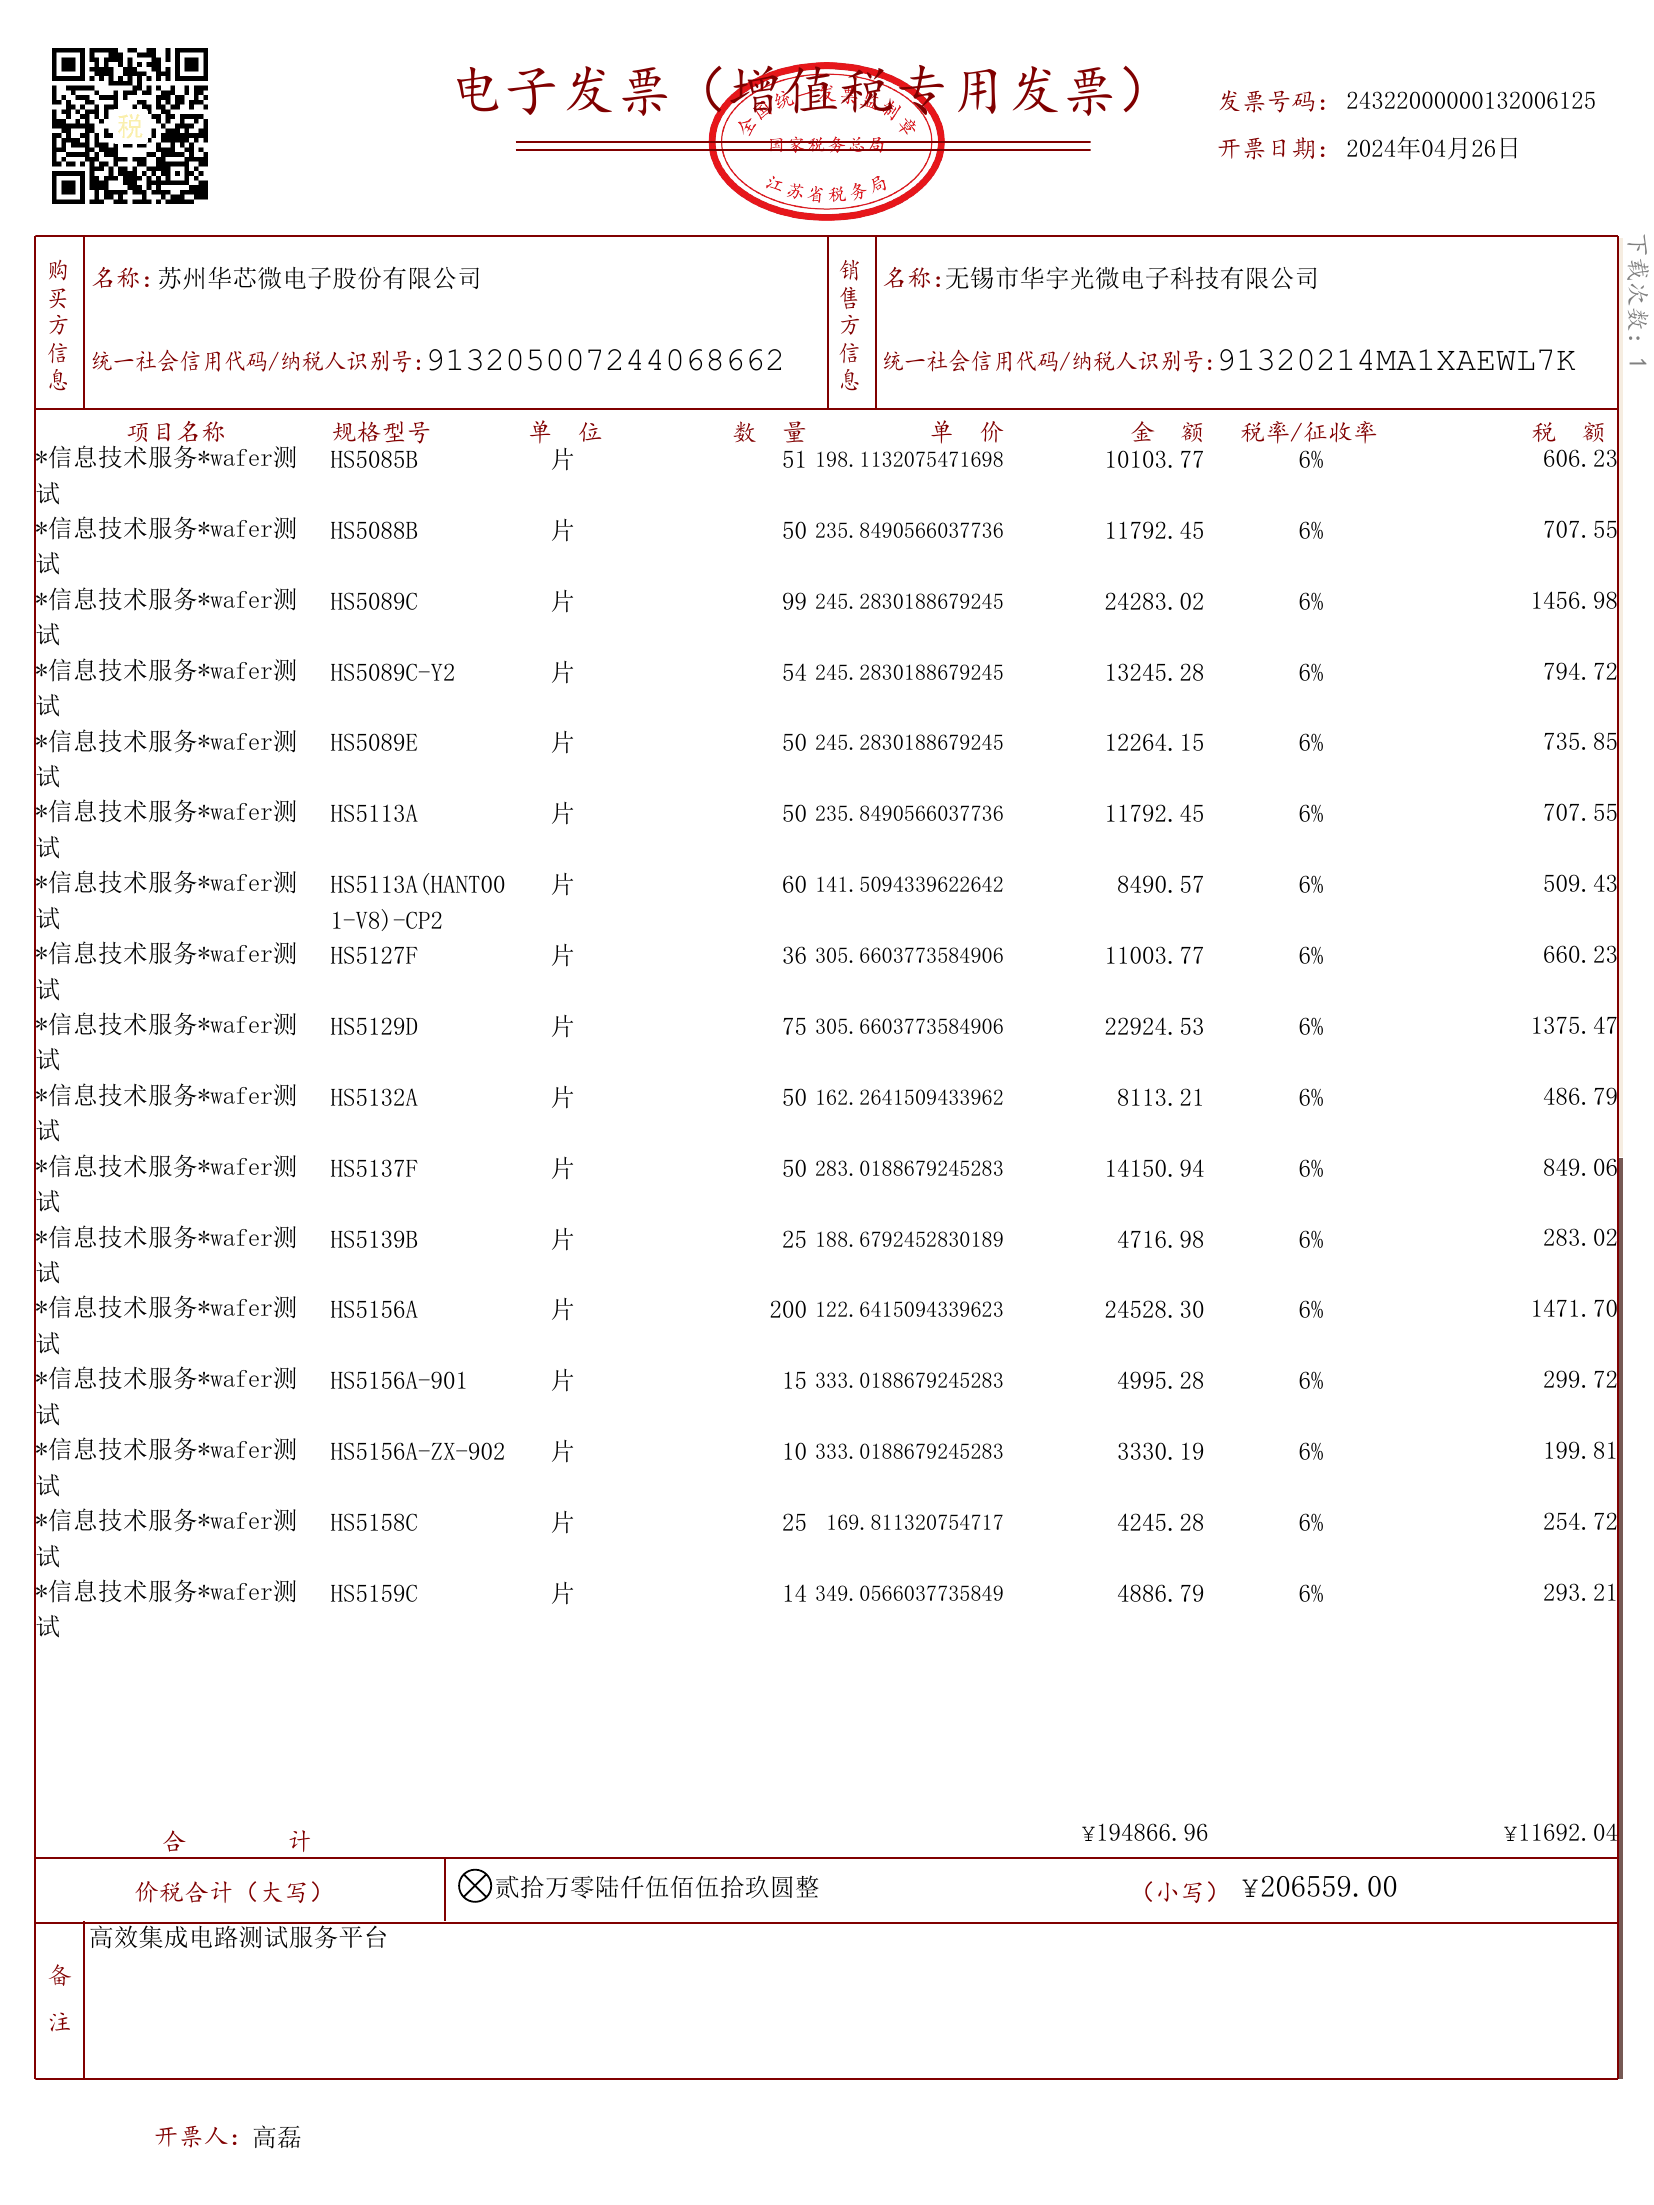 电子发票（增值税专用发票）
全国统一发票监制章
国家税务总局
江苏省税务局
税
发票号码：24322000000132006125
开票日期：2024年04月26日
下载次数：1
购买方信息
名称：苏州华芯微电子股份有限公司
统一社会信用代码/纳税人识别号：913205007244068662
销售方信息
名称：无锡市华宇光微电子科技有限公司
统一社会信用代码/纳税人识别号：91320214MA1XAEWL7K
项目名称 规格型号 单位 数量 单价 金额 税率/征收率 税额
*信息技术服务*wafer测 HS5085B 片 51 198.1132075471698 10103.77 6% 606.23
试
*信息技术服务*wafer测 HS5088B 片 50 235.8490566037736 11792.45 6% 707.55
试
*信息技术服务*wafer测 HS5089C 片 99 245.2830188679245 24283.02 6% 1456.98
试
*信息技术服务*wafer测 HS5089C-Y2 片 54 245.2830188679245 13245.28 6% 794.72
试
*信息技术服务*wafer测 HS5089E 片 50 245.2830188679245 12264.15 6% 735.85
试
*信息技术服务*wafer测 HS5113A 片 50 235.8490566037736 11792.45 6% 707.55
试
*信息技术服务*wafer测 HS5113A(HANT00 片 60 141.5094339622642 8490.57 6% 509.43
试 1-V8)-CP2
*信息技术服务*wafer测 HS5127F 片 36 305.6603773584906 11003.77 6% 660.23
试
*信息技术服务*wafer测 HS5129D 片 75 305.6603773584906 22924.53 6% 1375.47
试
*信息技术服务*wafer测 HS5132A 片 50 162.2641509433962 8113.21 6% 486.79
试
*信息技术服务*wafer测 HS5137F 片 50 283.0188679245283 14150.94 6% 849.06
试
*信息技术服务*wafer测 HS5139B 片 25 188.6792452830189 4716.98 6% 283.02
试
*信息技术服务*wafer测 HS5156A 片 200 122.6415094339623 24528.30 6% 1471.70
试
*信息技术服务*wafer测 HS5156A-901 片 15 333.0188679245283 4995.28 6% 299.72
试
*信息技术服务*wafer测 HS5156A-ZX-902 片 10 333.0188679245283 3330.19 6% 199.81
试
*信息技术服务*wafer测 HS5158C 片 25 169.811320754717 4245.28 6% 254.72
试
*信息技术服务*wafer测 HS5159C 片 14 349.0566037735849 4886.79 6% 293.21
试
合计 ¥194866.96 ¥11692.04
价税合计（大写） 贰拾万零陆仟伍佰伍拾玖圆整 （小写） ¥206559.00
备注
高效集成电路测试服务平台
开票人：高磊